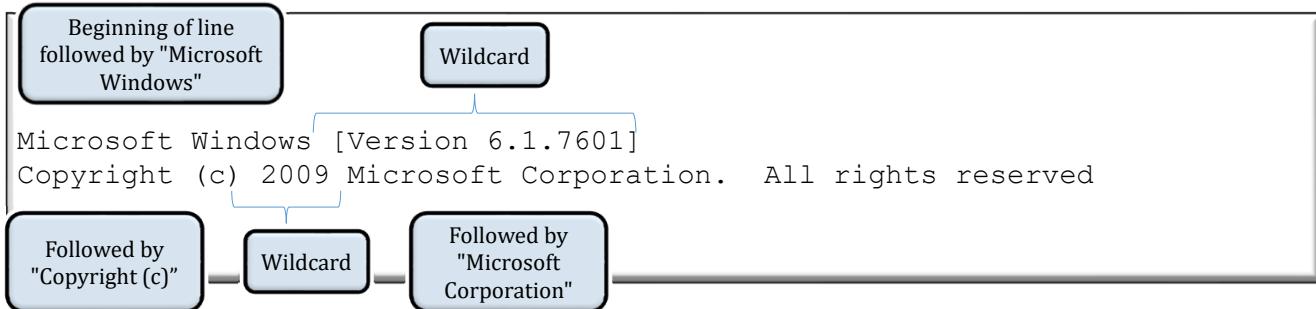 Beginning of line
followed by "Microsoft
Windows"
Wildcard
Microsoft Windows [Version 6.1.7601]
Copyright (c) 2009 Microsoft Corporation.  All rights reserved
Followed by
"Copyright (c)”
Wildcard
Followed by
"Microsoft
Corporation"